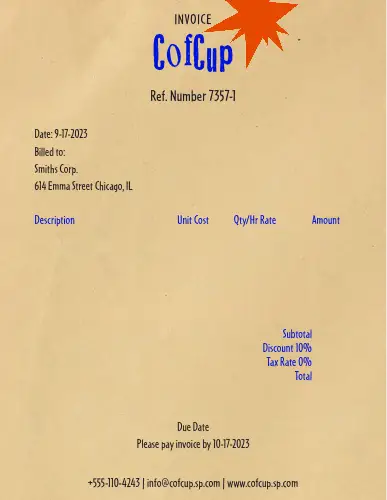 INVOICE
CofCup
Ref. Number 7357-1
Date: 9-17-2023
Billed to:
Smiths Corp.
614 Emma Street Chicago, IL
Description Unit Cost Qty/Hr Rate Amount
Subtotal
Discount 10%
Tax Rate 0%
Total
Due Date
Please pay invoice by 10-17-2023
+555-110-4243 | info@cofcup.sp.com | www.cofcup.sp.com